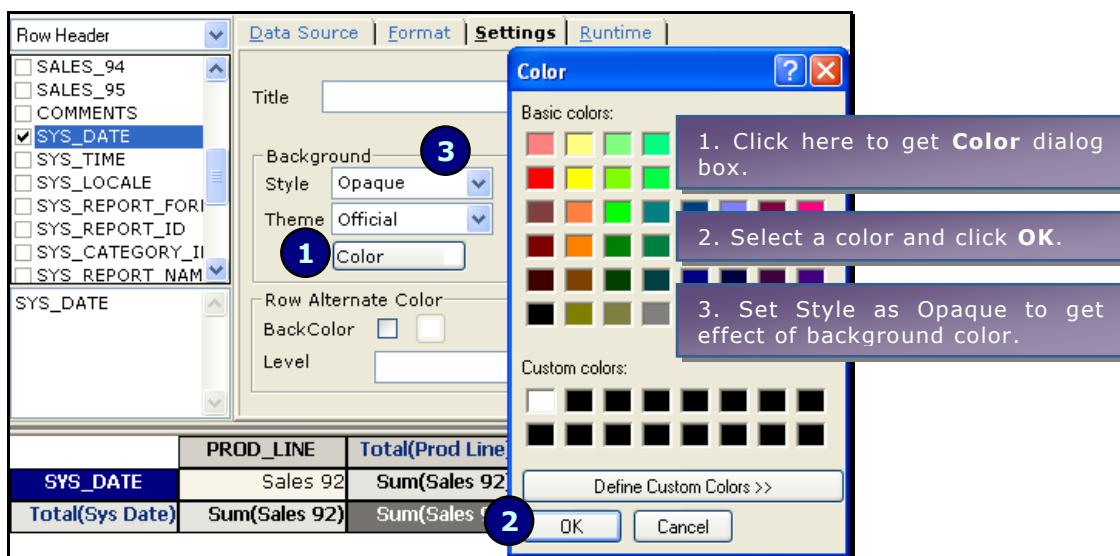 Row Header
SALES_94
SALES_95
COMMENTS
SYS_DATE
SYS_TIME
SYS_LOCALE
SYS_REPORT_FOR
SYS_REPORT_ID
SYS_CATEGORY_I
SYS_REPORT_NAM
SYS_DATE
Data Source Format Settings Runtime
Title
Background
3
Style Opaque
Theme Official
1
Color
Row Alternate Color
BackColor
Level
Color
Basic colors:
Custom colors:
Define Custom Colors >>
2
OK Cancel
1. Click here to get Color dialog
box.
2. Select a color and click OK.
3. Set Style as Opaque to get
effect of background color.
PROD_LINE Total(Prod Line
SYS_DATE Sales 92 Sum(Sales 92
Total(Sys Date) Sum(Sales 92) Sum(Sales